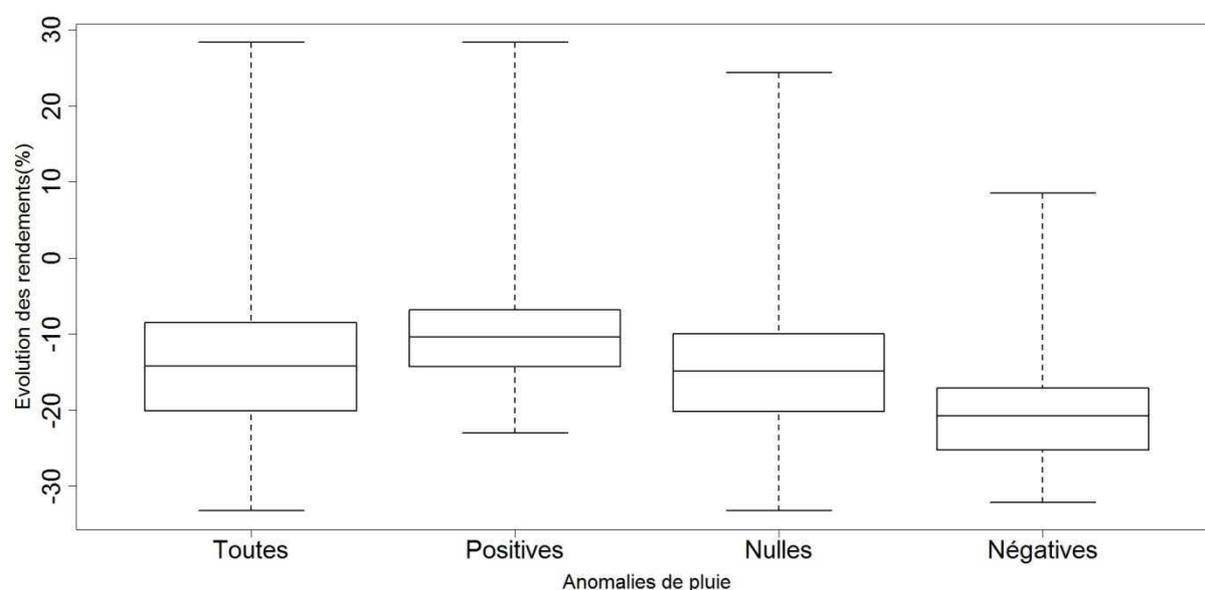 Evolution des rendements(%)
30
20
10
0
-10
-20
-30
Toutes
Positives
Nulles
Négatives
Anomalies de pluie